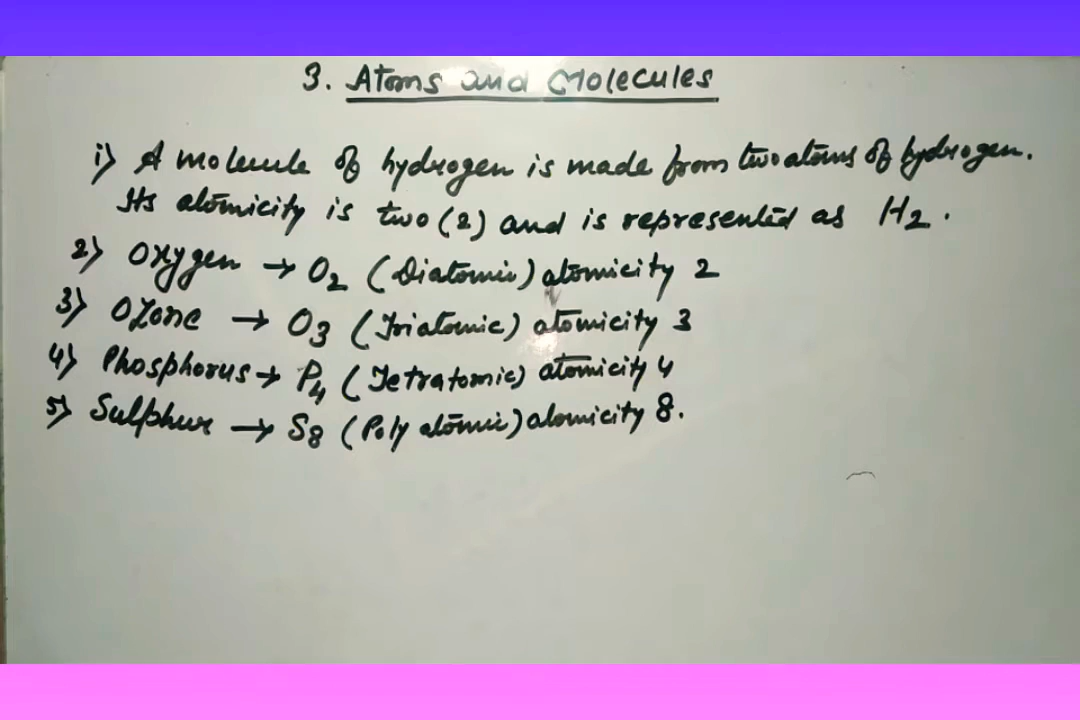 3. Atoms and Molecules
i) A molecule of hydrogen is made from two atoms of hydrogen.
Its atomicity is two (2) and is represented as H₂.
2) Oxygen → O₂ (Diatomic) atomicity 2
3) Ozone → O₃ (Triatomic) atomicity 3
4) Phosphorus → P₄ (Tetratomic) atomicity 4
5) Sulphur → S₈ (Poly atomic) atomicity 8.